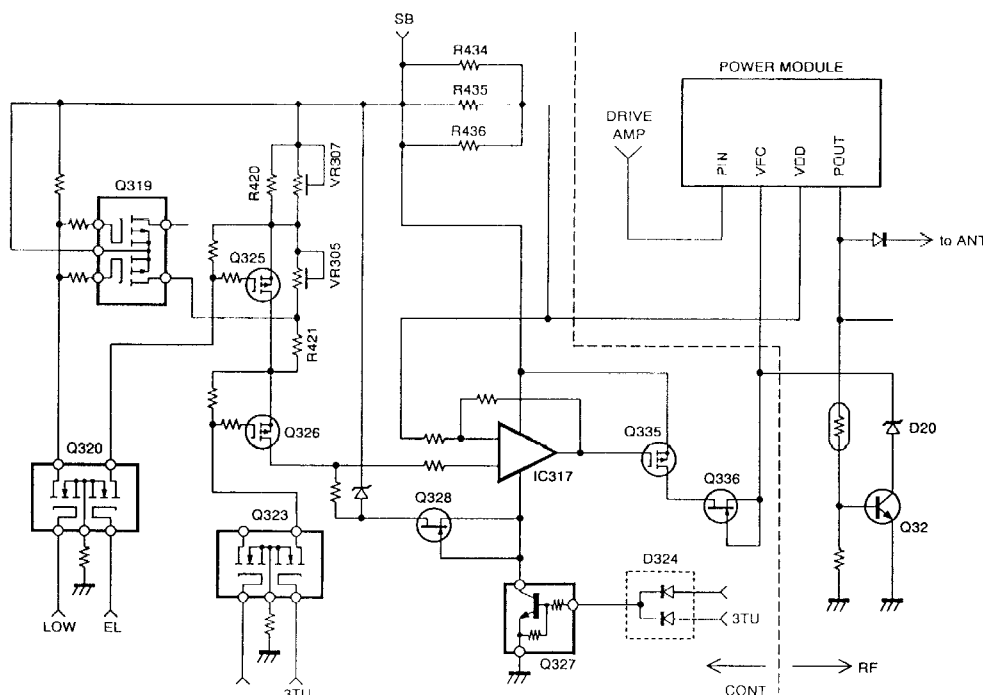 SB
R434
R435
R436
POWER MODULE
DRIVE
AMP
PIN
VFC
VDD
POUT
to ANT
Q319
R420
VR307
Q325
VR305
R421
Q326
Q320
Q323
Q328
IC317
Q335
Q336
D20
Q32
D324
3TU
Q327
LOW
EL
3TU
CONT
RF